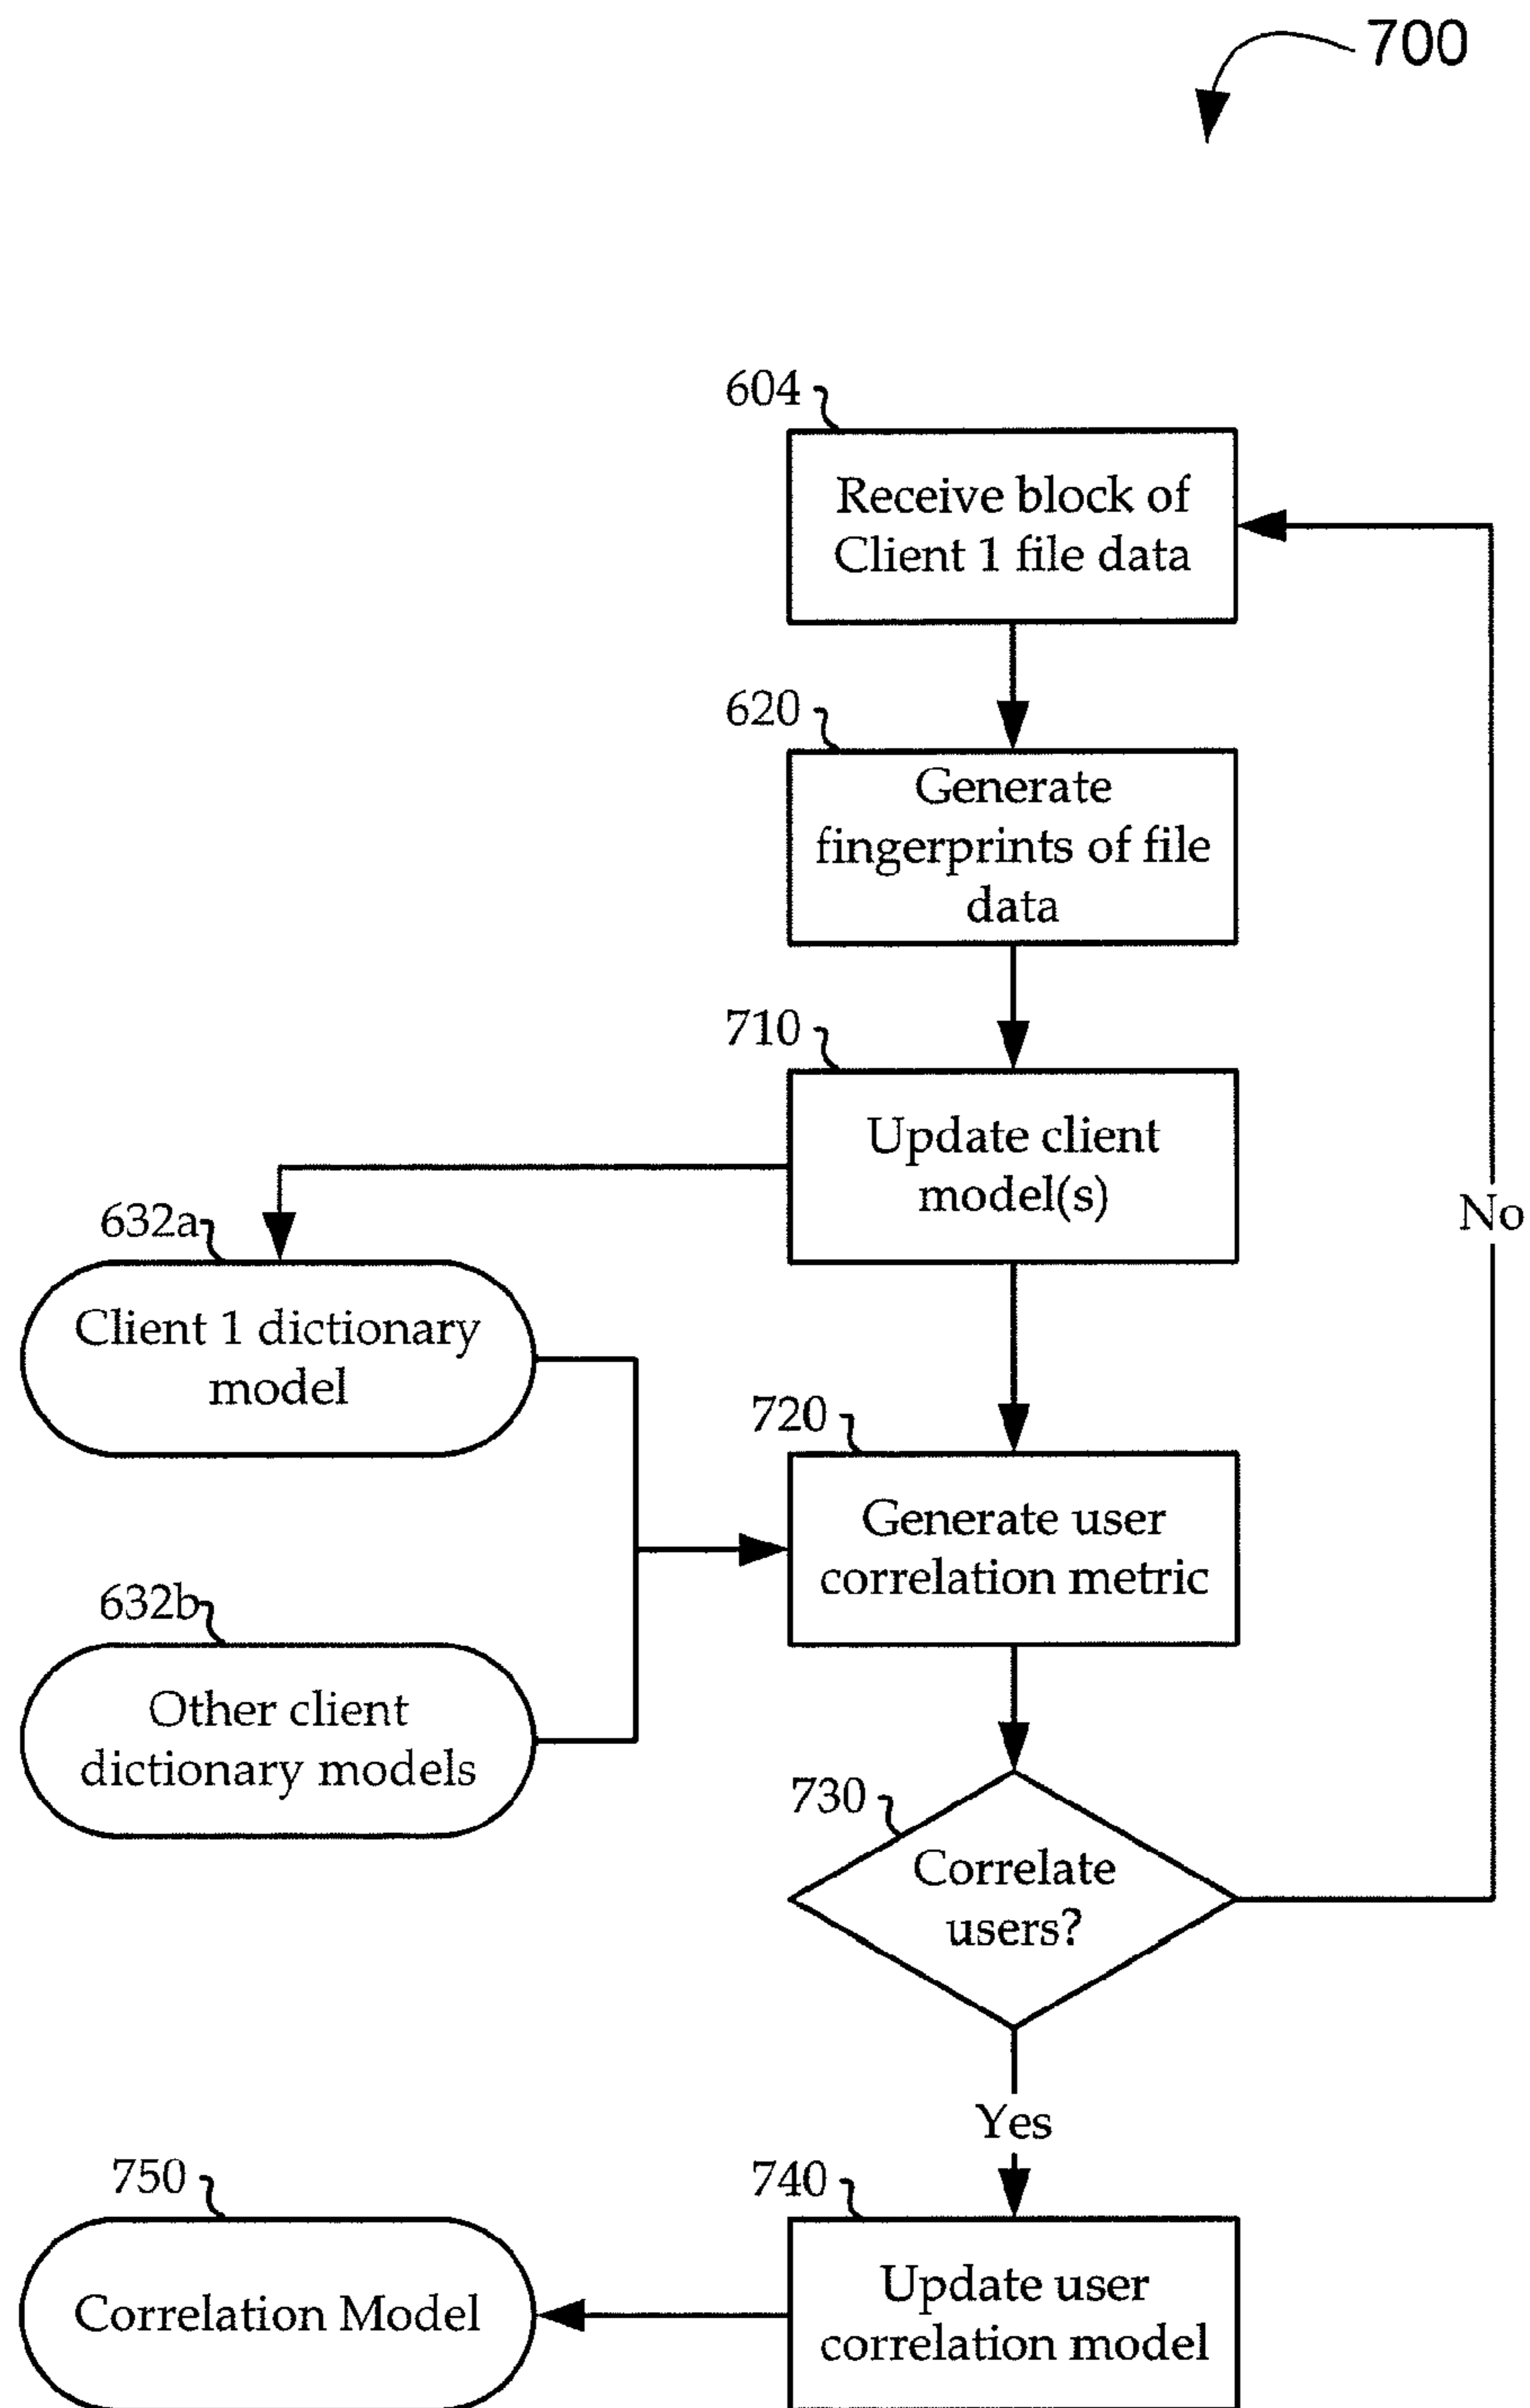 700
604
Receive block of
Client 1 file data
620
Generate
fingerprints of file
data
710
Update client
model(s)
No
632a
Client 1 dictionary
model
720
Generate user
correlation metric
632b
Other client
dictionary models
730
Correlate
users?
Yes
750
Correlation Model
740
Update user
correlation model